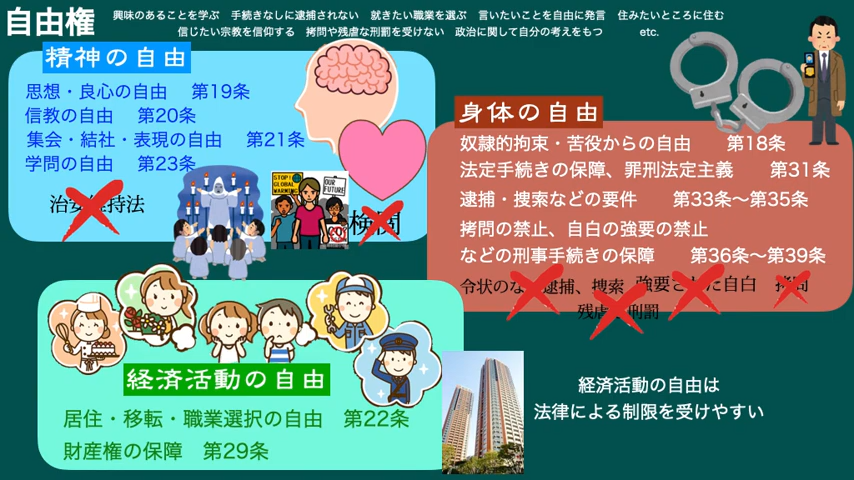 自由権
興味のあることを学ぶ 手続きなしに逮捕されない 就きたい職業を選ぶ 言いたいことを自由に発言 住みたいところに住む
信じたい宗教を信仰する 拷問や残虐な刑罰を受けない 政治に関して自分の考えをもつ etc.
精神の自由
思想・良心の自由 第19条
信教の自由 第20条
集会・結社・表現の自由 第21条
学問の自由 第23条
治安維持法
検閲
STOP!
GLOBAL
WARMING
OUR
FUTURE
身体の自由
奴隷的拘束・苦役からの自由 第18条
法定手続きの保障、罪刑法定主義 第31条
逮捕・捜索などの要件 第33条〜第35条
拷問の禁止、自白の強要の禁止
などの刑事手続きの保障 第36条〜第39条
令状のない逮捕、捜索 強要された自白 拷問
残虐な刑罰
経済活動の自由
居住・移転・職業選択の自由 第22条
財産権の保障 第29条
経済活動の自由は
法律による制限を受けやすい